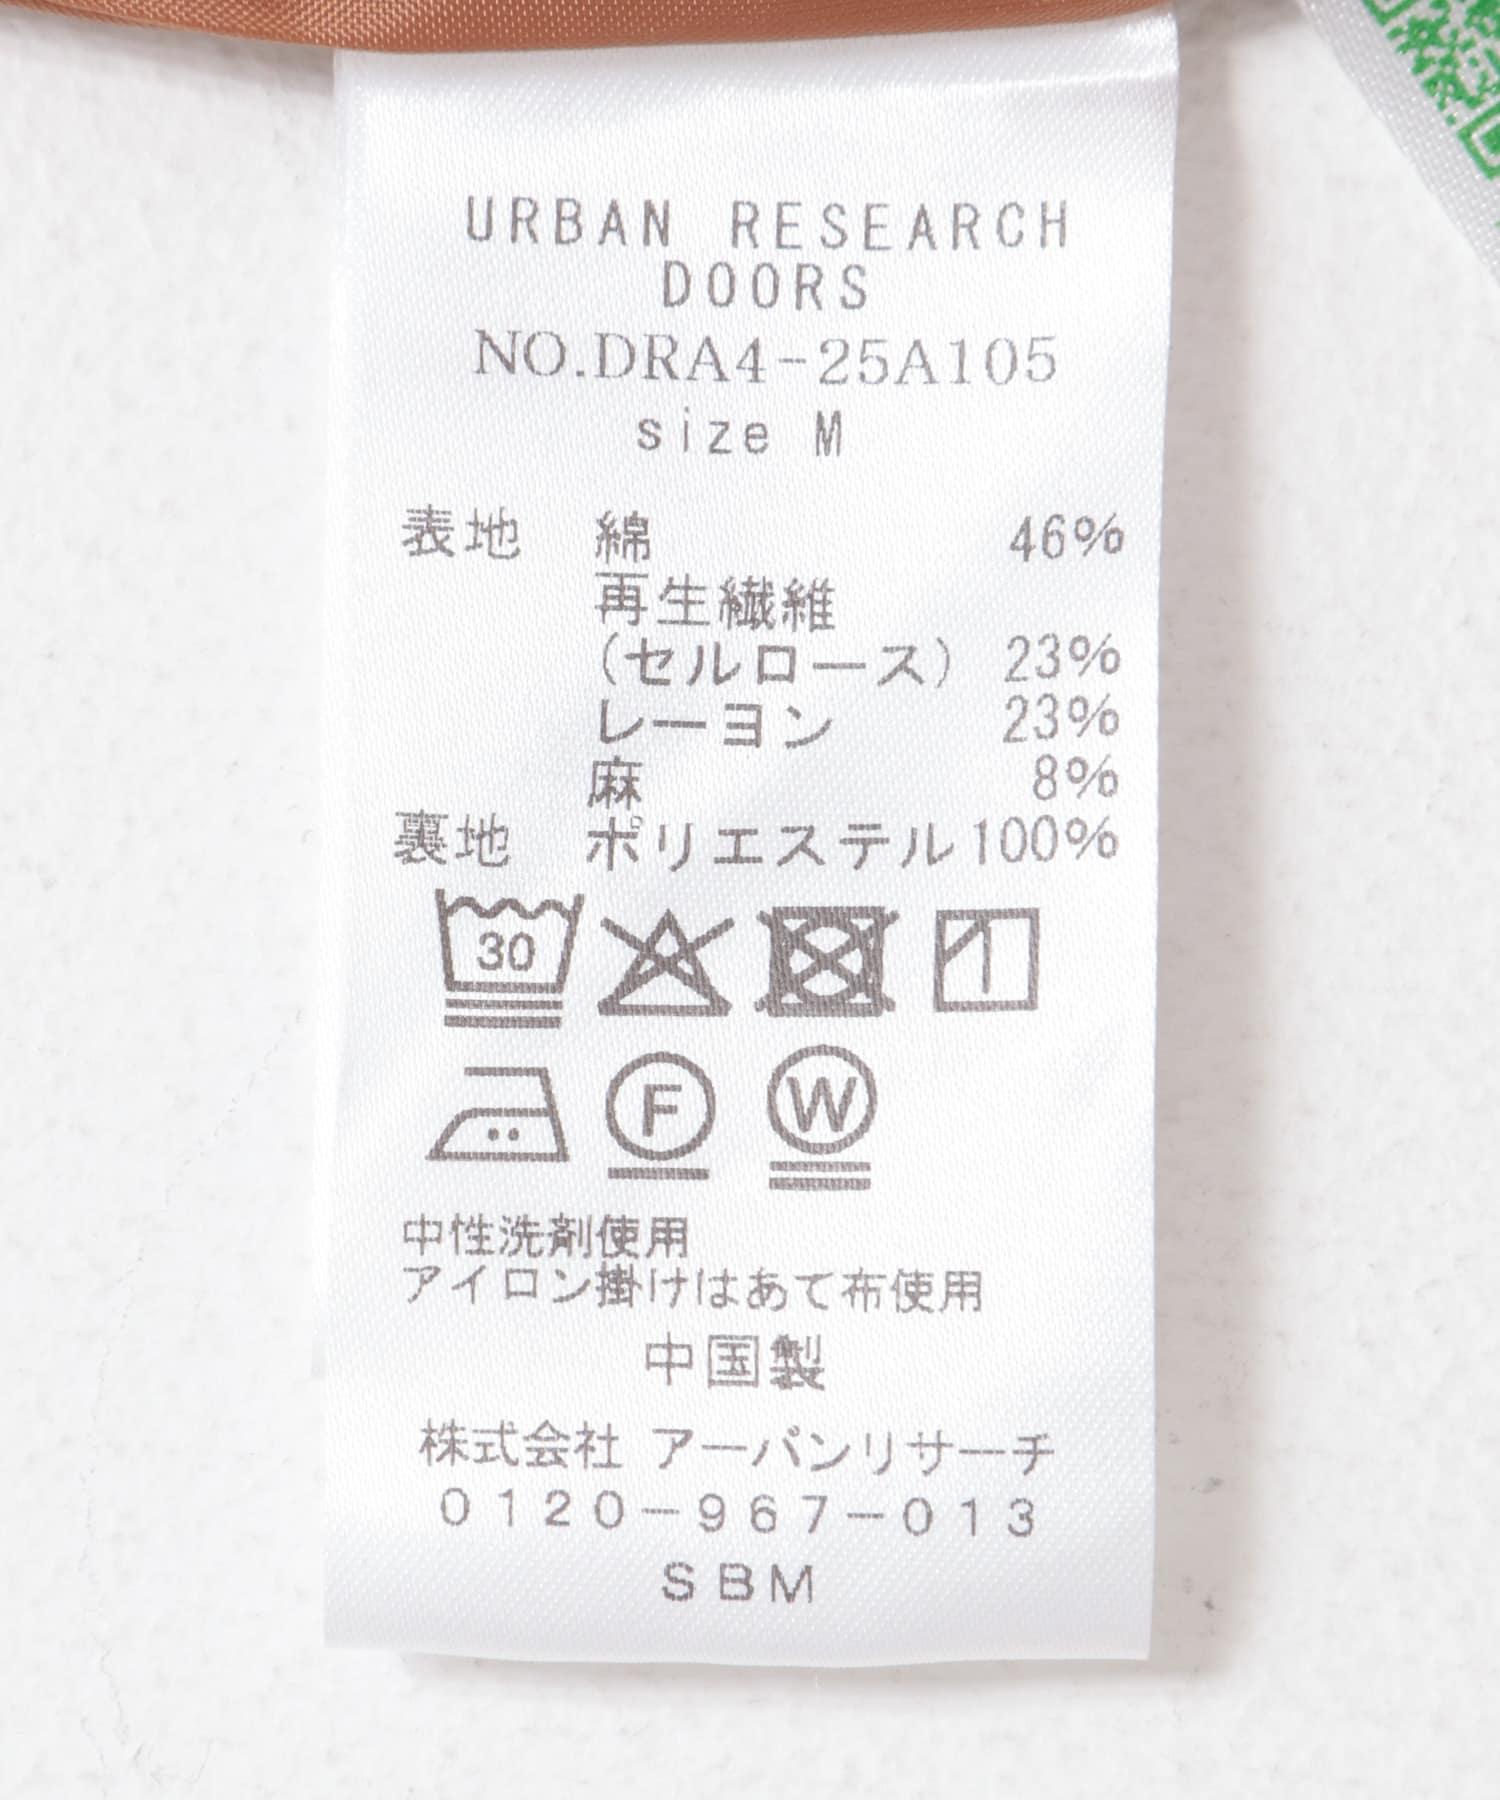 URBAN RESEARCH
DOORS
NO.DRA4-25A105
size M
表地 綿 46%
再生繊維
(セルロース) 23%
レーヨン 23%
麻 8%
裏地 ポリエステル100%
30
F
W
中性洗剤使用
アイロン掛けはあて布使用
中国製
株式会社 アーバンリサーチ
0120-967-013
SBM